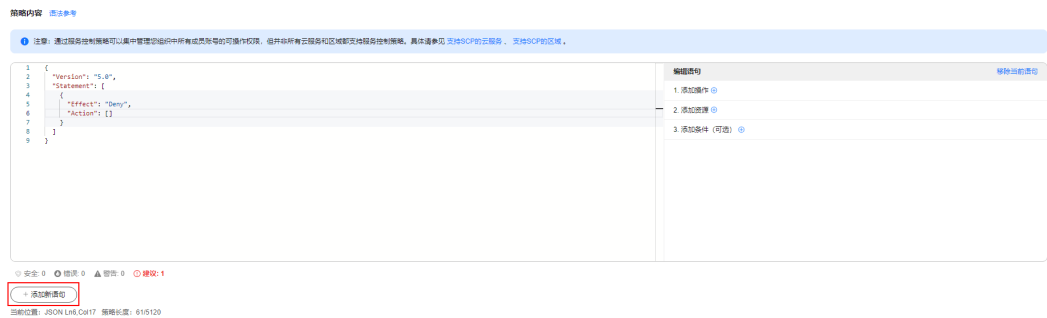 策略内容 语法参考
注意：通过服务控制策略可以集中管理您组织中所有成员账号的可操作权限，但并非所有云服务和区域都支持服务控制策略。具体请参见 支持SCP的云服务 、 支持SCP的区域 。
1 {
2 "Version": "5.0",
3 "Statement": [
4 {
5 "Effect": "Deny",
6 "Action": []
7 }
8 ]
9 }
编辑语句 移除当前语句
1. 添加操作
2. 添加资源
3. 添加条件（可选）
安全: 0 错误: 0 警告: 0 建议: 1
+ 添加新语句
当前位置：JSON Ln6,Col17 策略长度：61/5120